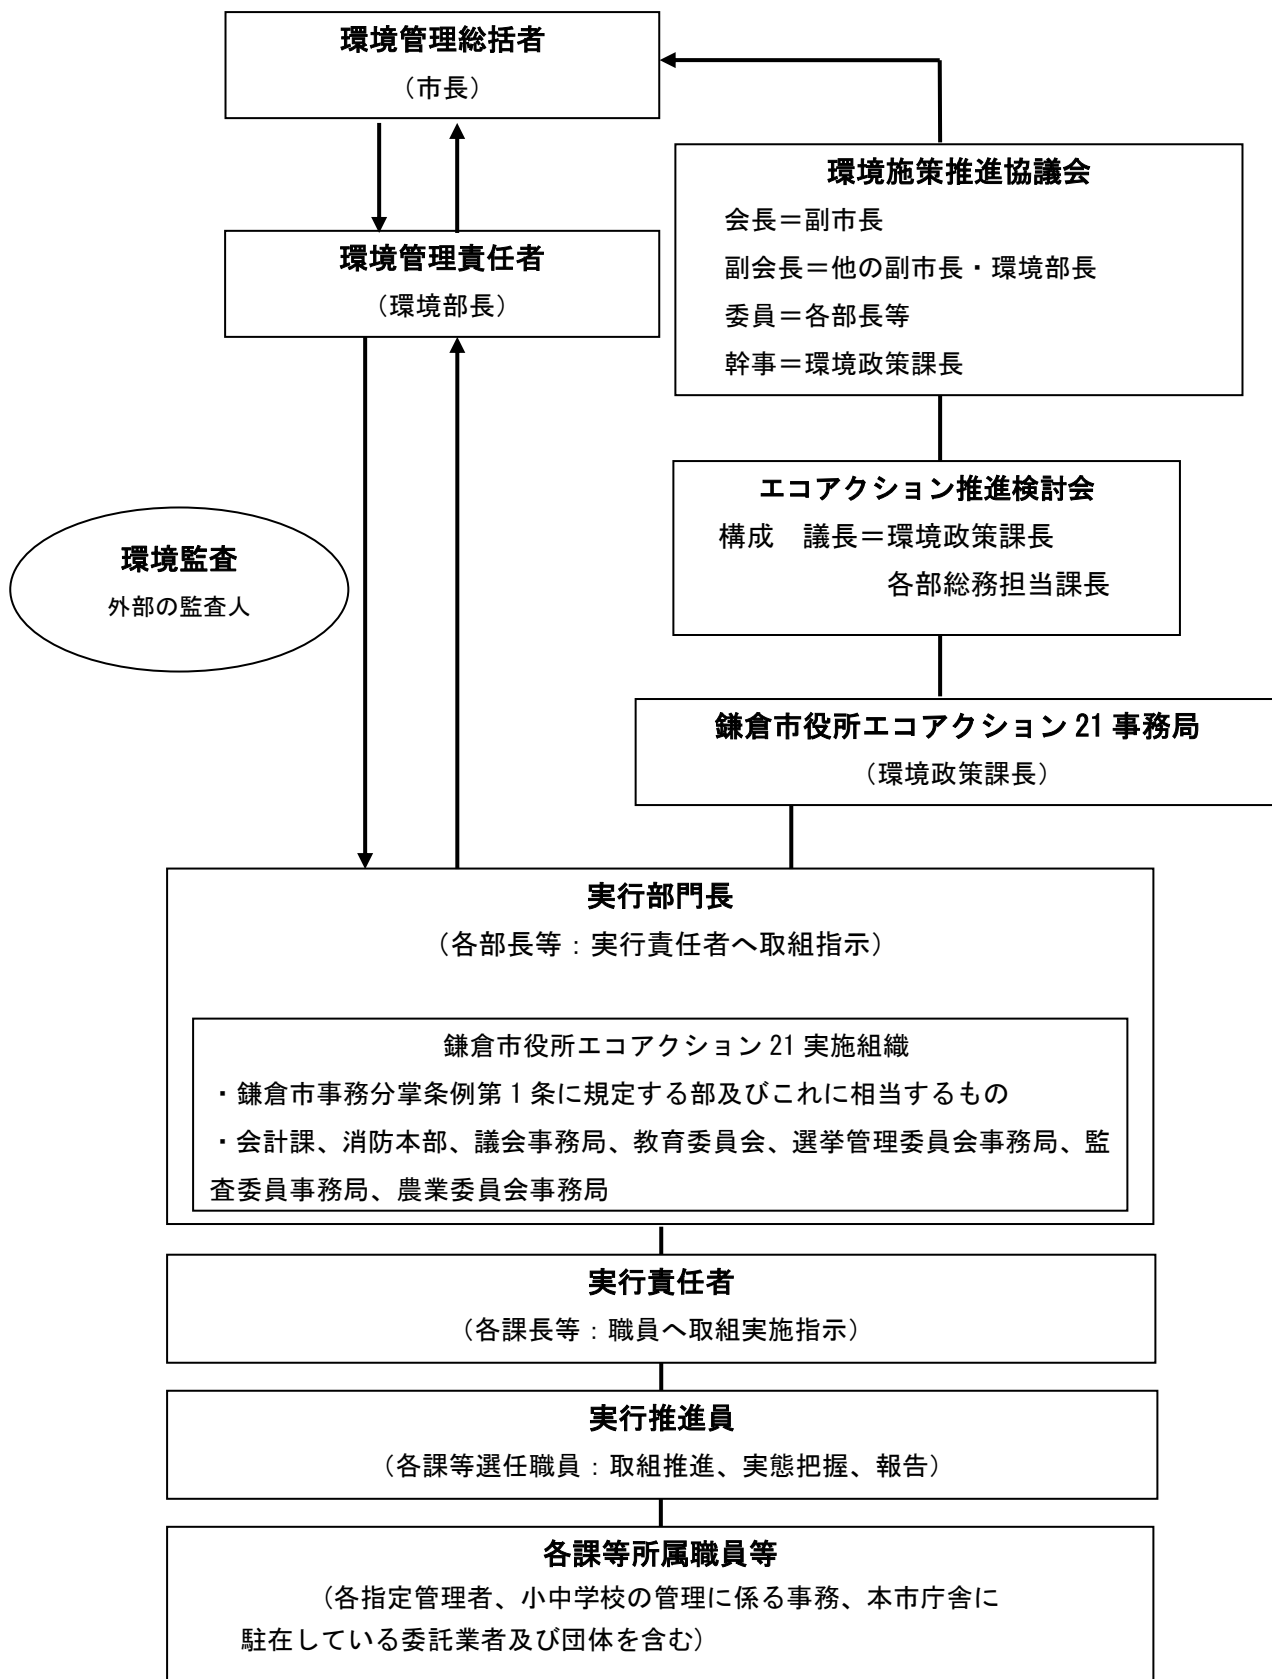 環境管理総括者
（市長）
環境施策推進協議会
会長＝副市長
副会長＝他の副市長・環境部長
委員＝各部長等
幹事＝環境政策課長
環境管理責任者
（環境部長）
エコアクション推進検討会
構成　議長＝環境政策課長
各部総務担当課長
環境監査
外部の監査人
鎌倉市役所エコアクション 21 事務局
（環境政策課長）
実行部門長
（各部長等：実行責任者へ取組指示）
鎌倉市役所エコアクション 21 実施組織
・鎌倉市事務分掌条例第 1 条に規定する部及びこれに相当するもの
・会計課、消防本部、議会事務局、教育委員会、選挙管理委員会事務局、監
査委員事務局、農業委員会事務局
実行責任者
（各課長等：職員へ取組実施指示）
実行推進員
（各課等選任職員：取組推進、実態把握、報告）
各課等所属職員等
（各指定管理者、小中学校の管理に係る事務、本市庁舎に
駐在している委託業者及び団体を含む）